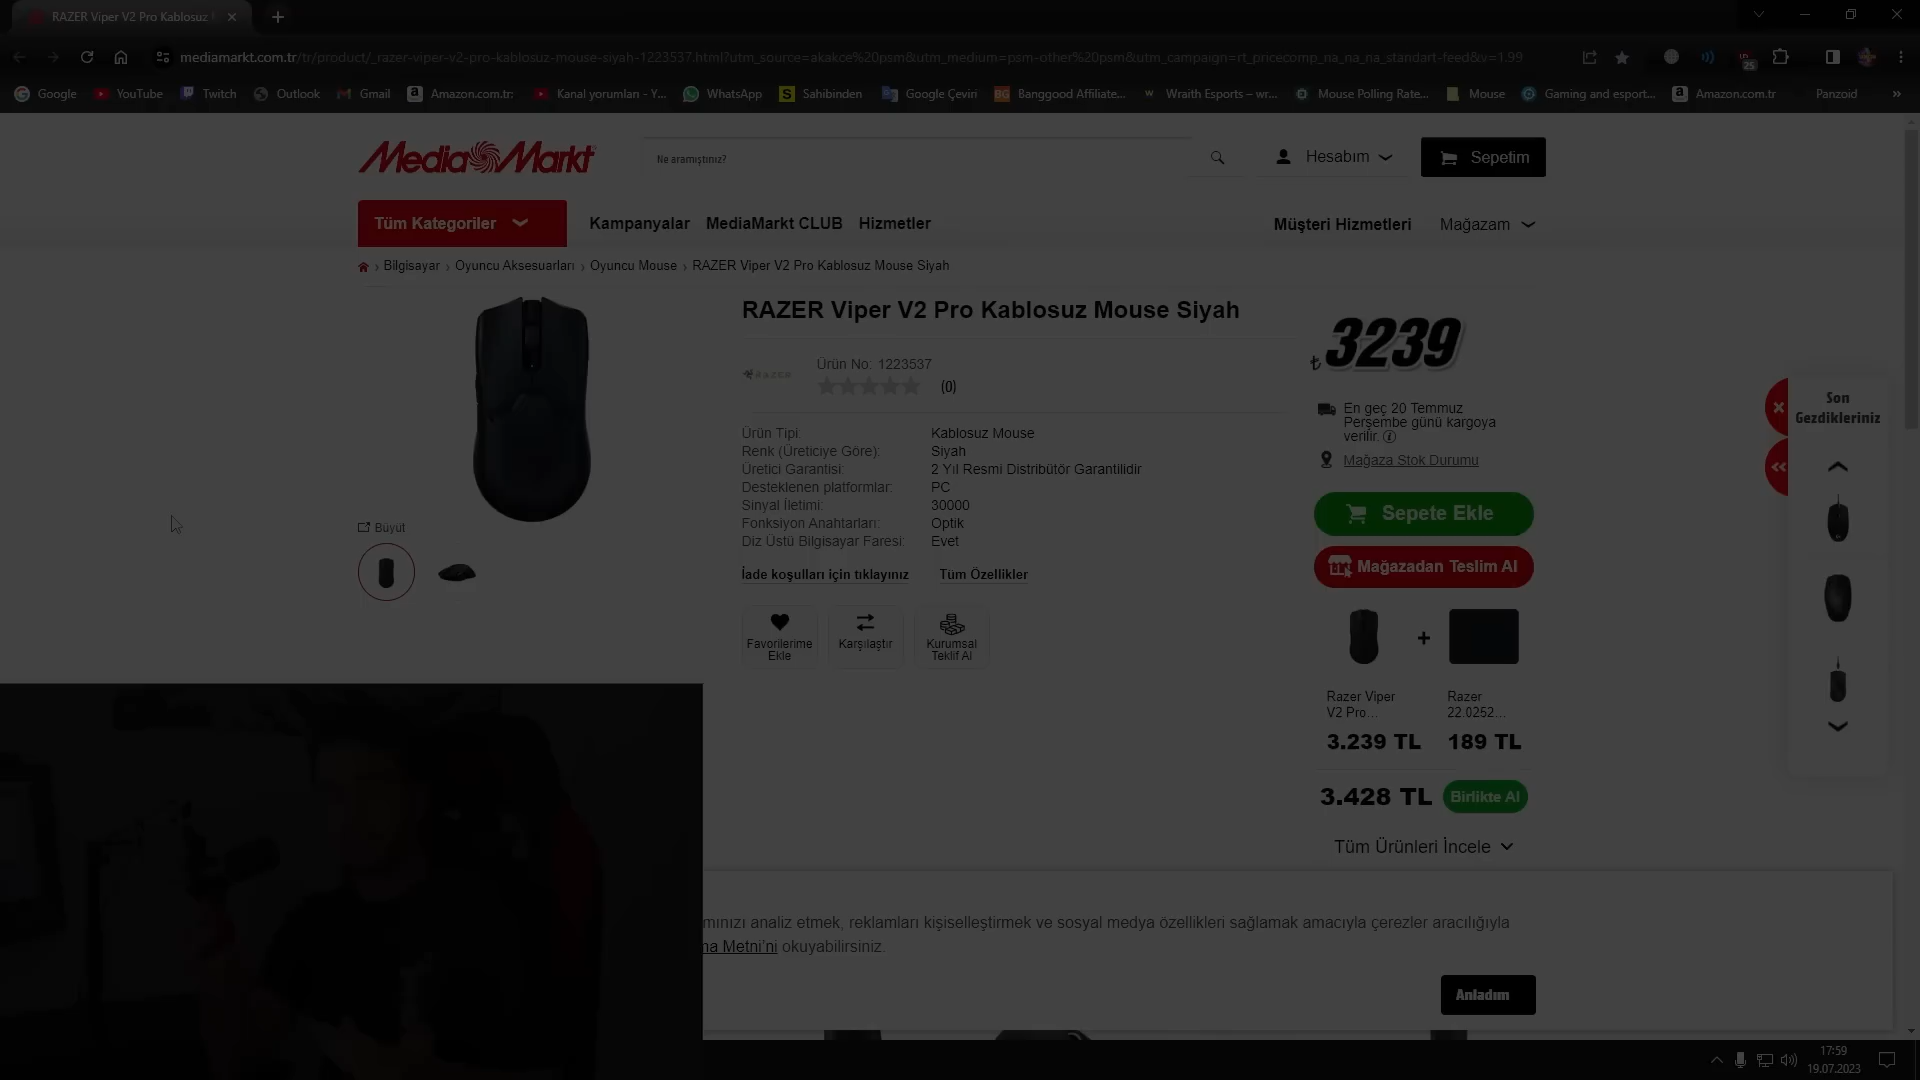 RAZER Viper V2 Pro Kablosuz
mediamarkt.com.tr/tr/product/_razer-viper-v2-pro-kablosuz-mouse-siyah-1223537.html?utm_source=akakce%20psm&utm_medium=psm-other%20psm&utm_campaign=rt_pricecomp_na_na_na_standart-feed&v=1.99
25
Google YouTube Twitch Outlook Gmail Amazon.com.tr: Kanal yorumları - Y... WhatsApp Sahibinden Google Çeviri Banggood Affiliate... Wraith Esports – wr... Mouse Polling Rate... Mouse Gaming and esport... Amazon.com.tr Panzoid »
Media Markt
Ne aramıştınız?
Hesabım
Sepetim
Tüm Kategoriler
Kampanyalar MediaMarkt CLUB Hizmetler
Müşteri Hizmetleri Mağazam
Bilgisayar › Oyuncu Aksesuarları › Oyuncu Mouse › RAZER Viper V2 Pro Kablosuz Mouse Siyah
RAZER Viper V2 Pro Kablosuz Mouse Siyah
RAZER
Ürün No: 1223537
(0)
Ürün Tipi: Kablosuz Mouse
Renk (Üreticiye Göre): Siyah
Üretici Garantisi: 2 Yıl Resmi Distribütör Garantilidir
Desteklenen platformlar: PC
Sinyal İletimi: 30000
Fonksiyon Anahtarları: Optik
Diz Üstü Bilgisayar Faresi: Evet
İade koşulları için tıklayınız Tüm Özellikler
Büyüt
Favorilerime
Ekle
Karşılaştır
Kurumsal
Teklif Al
₺3239
En geç 20 Temmuz
Perşembe günü kargoya
verilir.
Mağaza Stok Durumu
Sepete Ekle
Mağazadan Teslim Al
+
Razer Viper
V2 Pro...
3.239 TL
Razer
22.0252...
189 TL
3.428 TL Birlikte Al
Tüm Ürünleri İncele
Son
Gezdikleriniz
mınızı analiz etmek, reklamları kişiselleştirmek ve sosyal medya özellikleri sağlamak amacıyla çerezler aracılığıyla
ma Metni'ni okuyabilirsiniz.
Anladım
17:59
19.07.2023